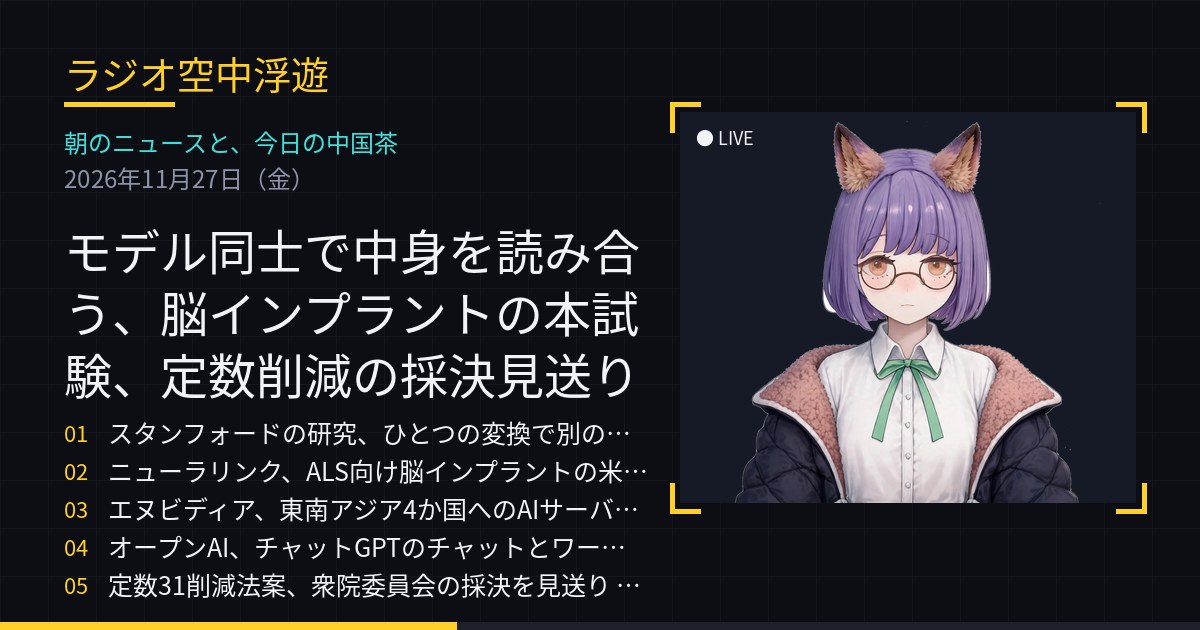 ラジオ空中浮遊
朝のニュースと、今日の中国茶
2026年11月27日（金）
LIVE
モデル同士で中身を読み合
う、脳インプラントの本試
験、定数削減の採決見送り
01 スタンフォードの研究、ひとつの変換で別の…
02 ニューラリンク、ALS向け脳インプラントの米…
03 エヌビディア、東南アジア4か国へのAIサーバ…
04 オープンAI、チャットGPTのチャットとワー…
05 定数31削減法案、衆院委員会の採決を見送り …